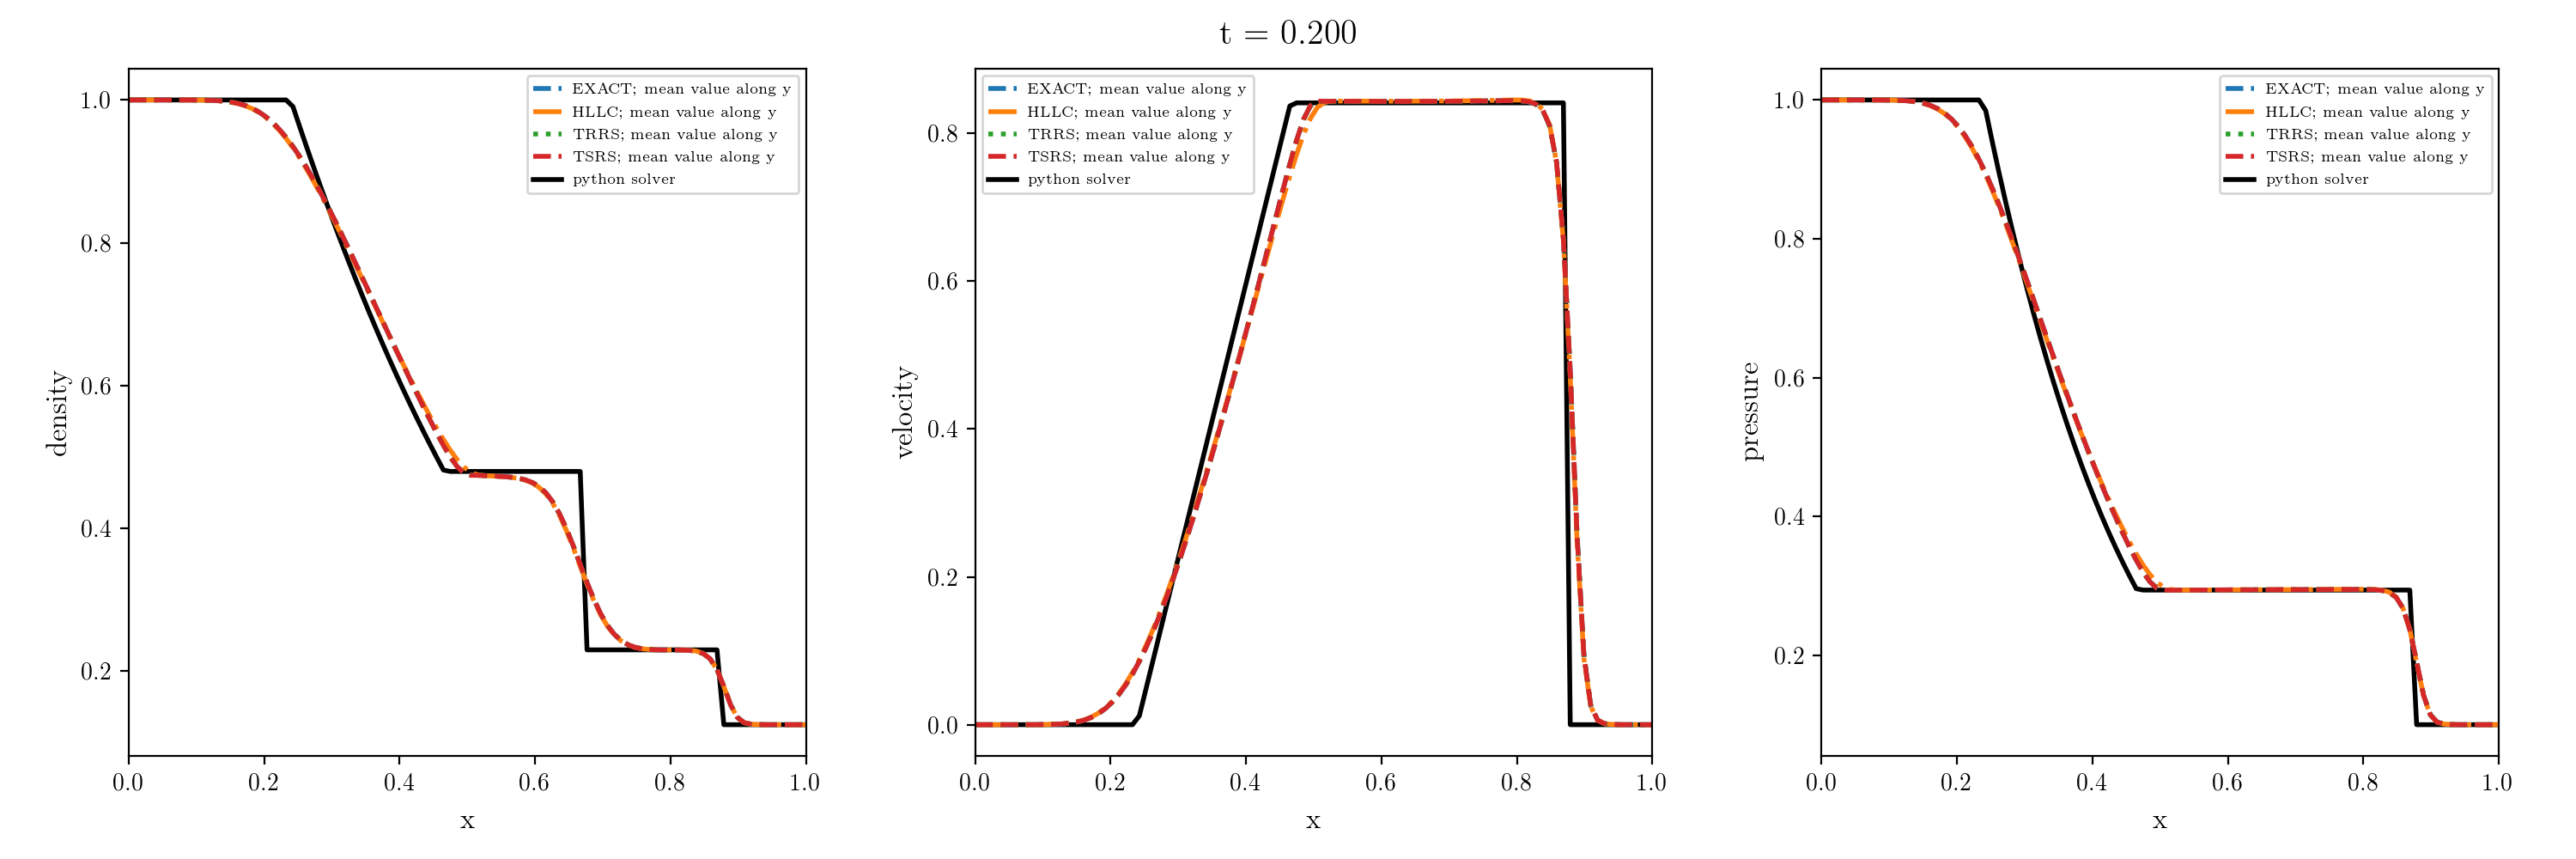 t = 0.200
density
1.0
0.8
0.6
0.4
0.2
EXACT; mean value along y
HLLC; mean value along y
TRRS; mean value along y
TSRS; mean value along y
python solver
0.0 0.2 0.4 0.6 0.8 1.0
x
velocity
0.8
0.6
0.4
0.2
0.0
EXACT; mean value along y
HLLC; mean value along y
TRRS; mean value along y
TSRS; mean value along y
python solver
0.0 0.2 0.4 0.6 0.8 1.0
x
pressure
1.0
0.8
0.6
0.4
0.2
EXACT; mean value along y
HLLC; mean value along y
TRRS; mean value along y
TSRS; mean value along y
python solver
0.0 0.2 0.4 0.6 0.8 1.0
x